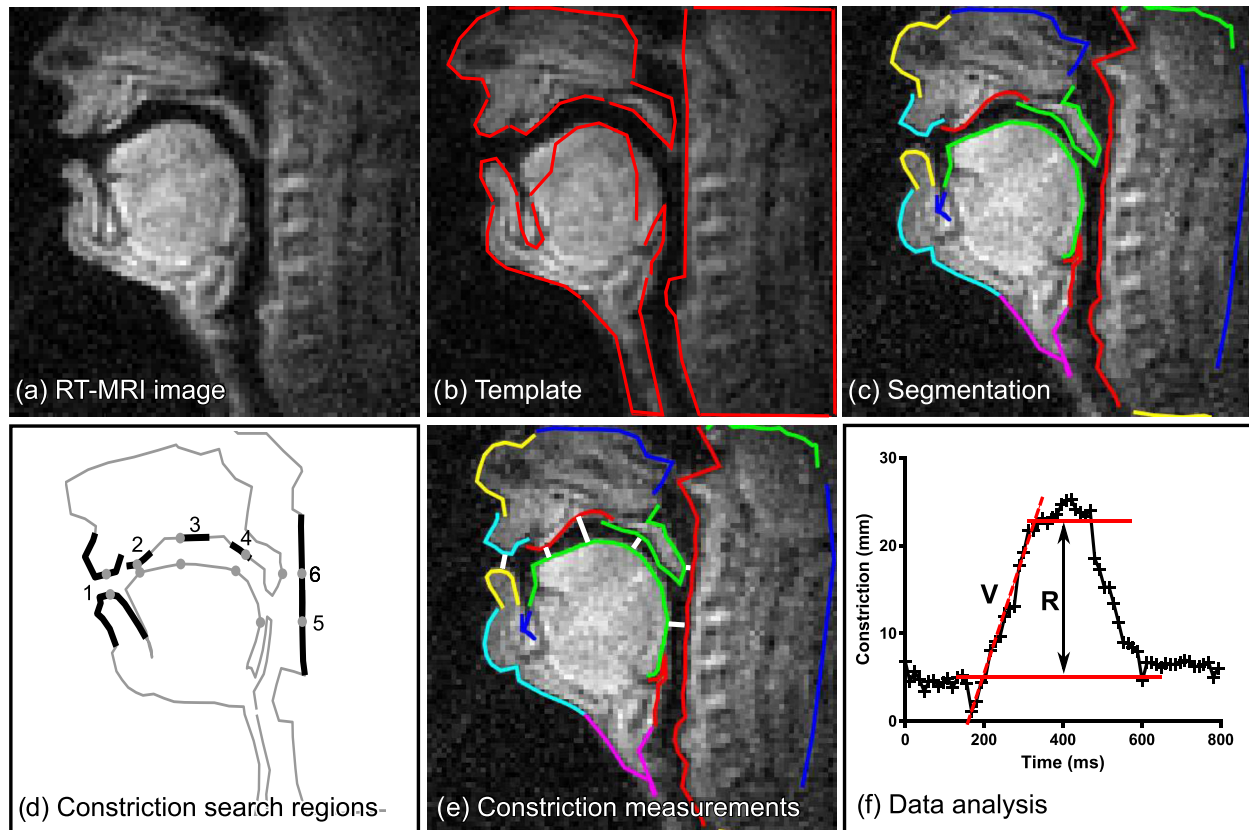 (a) RT-MRI image
(b) Template
(c) Segmentation
1
2
3
4
5
6
(d) Constriction search regions
(e) Constriction measurements
30
20
10
0
Constriction (mm)
V
R
0 200 400 600 800
Time (ms)
(f) Data analysis